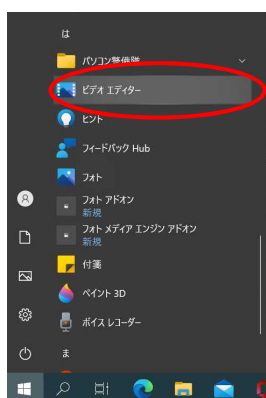 は
パソコン整備隊
ビデオ エディター
ヒント
フィードバック Hub
フォト
フォト アドオン
新規
フォト メディア エンジン アドオン
新規
付箋
ペイント 3D
ボイス レコーダー
ま